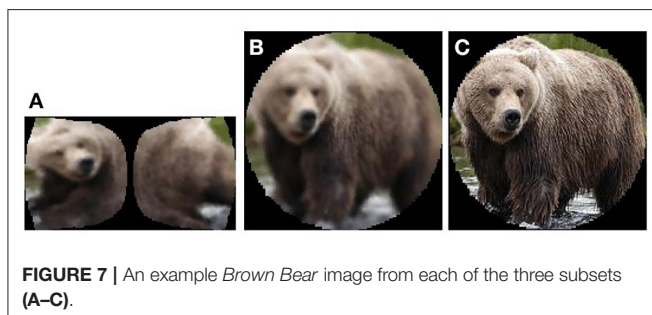 A
B
C
FIGURE 7 | An example Brown Bear image from each of the three subsets
(A–C).